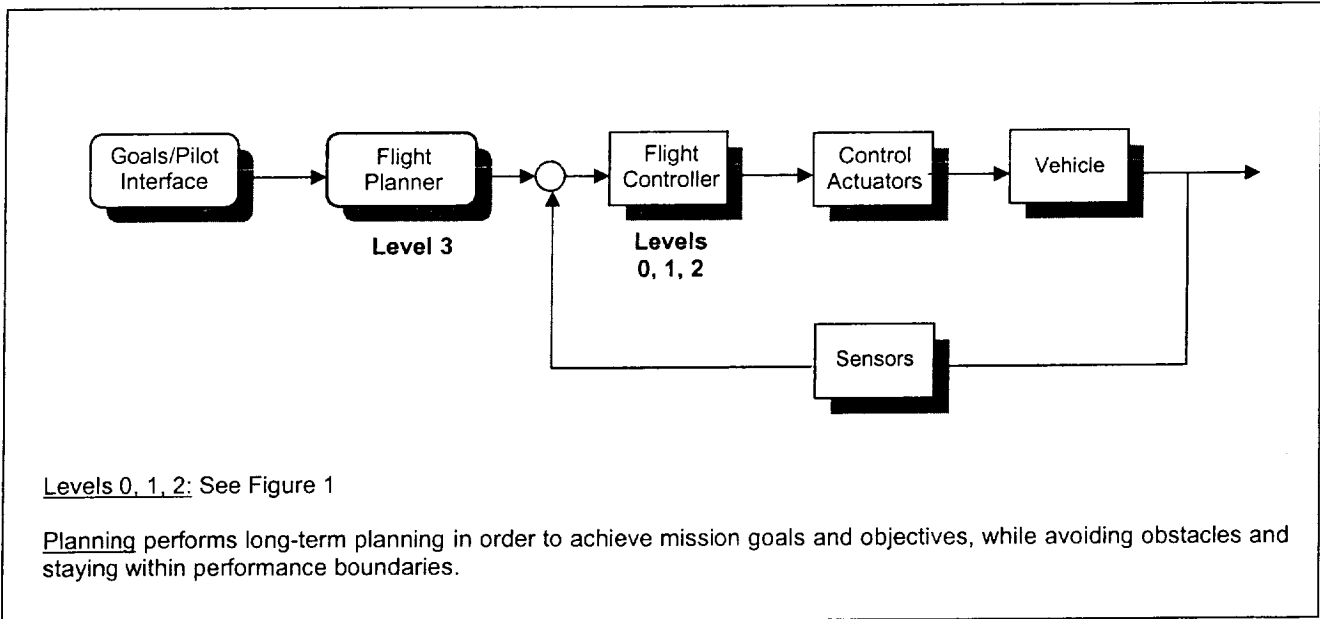 Goals/Pilot
Interface
Flight
Planner
Flight
Controller
Control
Actuators
Vehicle
Level 3
Levels
0, 1, 2
Sensors
Levels 0, 1, 2: See Figure 1
Planning performs long-term planning in order to achieve mission goals and objectives, while avoiding obstacles and
staying within performance boundaries.